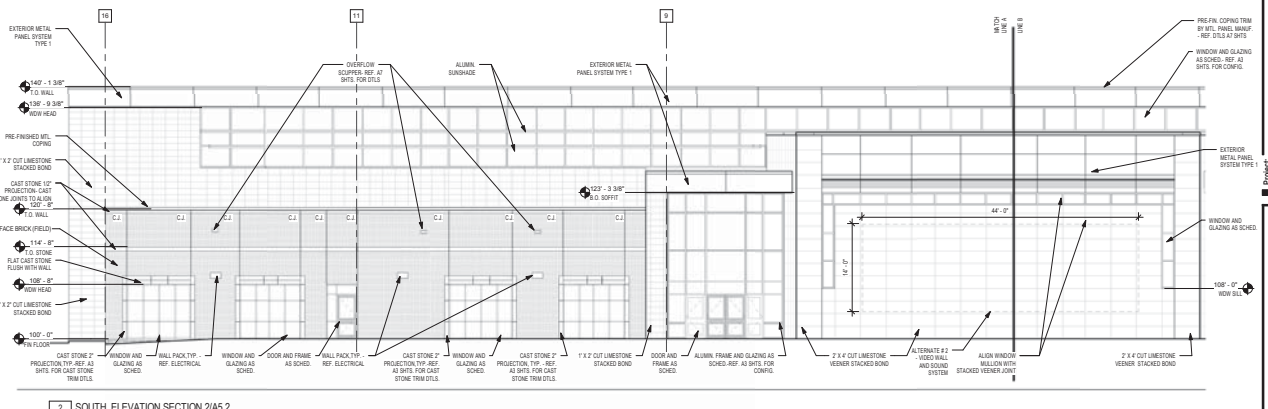 16
11
9
MATCH
LINE A
LINE B
EXTERIOR METAL
PANEL SYSTEM
TYPE 1
OVERFLOW
SCUPPER- REF. A7
SHTS. FOR DTLS
ALUMIN.
SUNSHADE
EXTERIOR METAL
PANEL SYSTEM TYPE 1
PRE-FIN. COPING TRIM
BY MTL. PANEL MANUF.
- REF. DTLS A7 SHTS
WINDOW AND GLAZING
AS SCHED.- REF. A3
SHTS. FOR CONFIG.
140' - 1 3/8"
T.O. WALL
136' - 9 3/8"
WDW HEAD
PRE-FINISHED MTL.
COPING
' X 2' CUT LIMESTONE
STACKED BOND
CAST STONE 1/2"
PROJECTION- CAST
ONE JOINTS TO ALIGN
120' - 8"
T.O. WALL
FACE BRICK (FIELD)
114' - 8"
T.O. STONE
FLAT CAST STONE
FLUSH WITH WALL
108' - 8"
WDW HEAD
' X 2" CUT LIMESTONE
STACKED BOND
100' - 0"
FIN FLOOR
C.J.
C.J.
C.J.
C.J.
C.J.
C.J.
C.J.
C.J.
C.J.
123' - 3 3/8"
B.O. SOFFIT
EXTERIOR
METAL PANEL
SYSTEM TYPE 1
44'- 0"
14' - 0"
WINDOW AND
GLAZING AS SCHED.
108' - 0"
WDW SILL
Project:
CAST STONE 2"
PROJECTION, TYP.-REF. A3
SHTS. FOR CAST STONE
TRIM DTLS.
WINDOW AND
GLAZING AS
SCHED.
WALL PACK,TYP. -
REF. ELECTRICAL
WINDOW AND
GLAZING AS
SCHED.
DOOR AND FRAME
AS SCHED.
WALL PACK,TYP. -
REF. ELECTRICAL
CAST STONE 2"
PROJECTION,TYP.-REF.
A3 SHTS. FOR CAST
STONE TRIM DTLS.
WINDOW AND
GLAZING AS
SCHED.
CAST STONE 2"
PROJECTION, TYP. - REF.
A3 SHTS. FOR CAST
STONE TRIM DTLS.
1" X 2" CUT LIMESTONE
STACKED BOND
DOOR AND
FRAME AS
SCHED.
ALUMIN. FRAME AND GLAZING AS
SCHED.-REF. A3 SHTS. FOR
CONFIG.
2' X 4' CUT LIMESTONE
VEENER STACKED BOND
ALTERNATE # 2
- VIDEO WALL
AND SOUND
SYSTEM
ALIGN WINDOW
MULLION WITH
STACKED VEENER JOINT
2' X 4' CUT LIMESTONE
VEENER STACKED BOND
2 SOUTH ELEVATION SECTION 2/A5.2